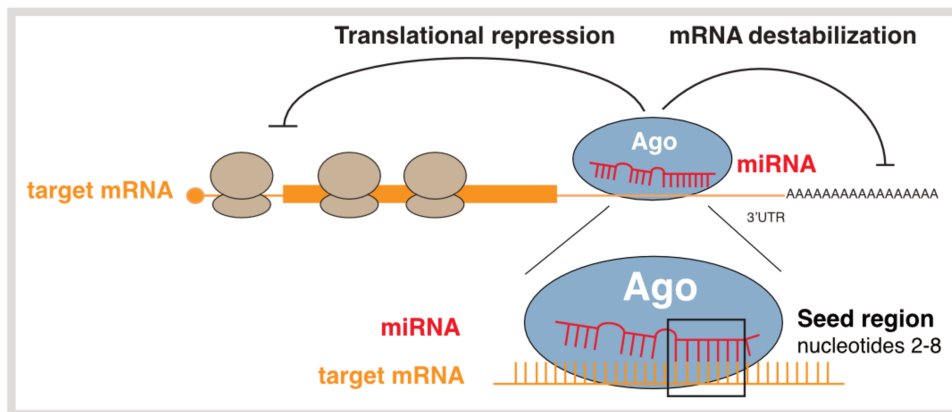 Translational repression
mRNA destabilization
Ago
miRNA
target mRNA
AAAAAAAAAAAAAAAAA
3'UTR
Ago
miRNA
Seed region
nucleotides 2-8
target mRNA